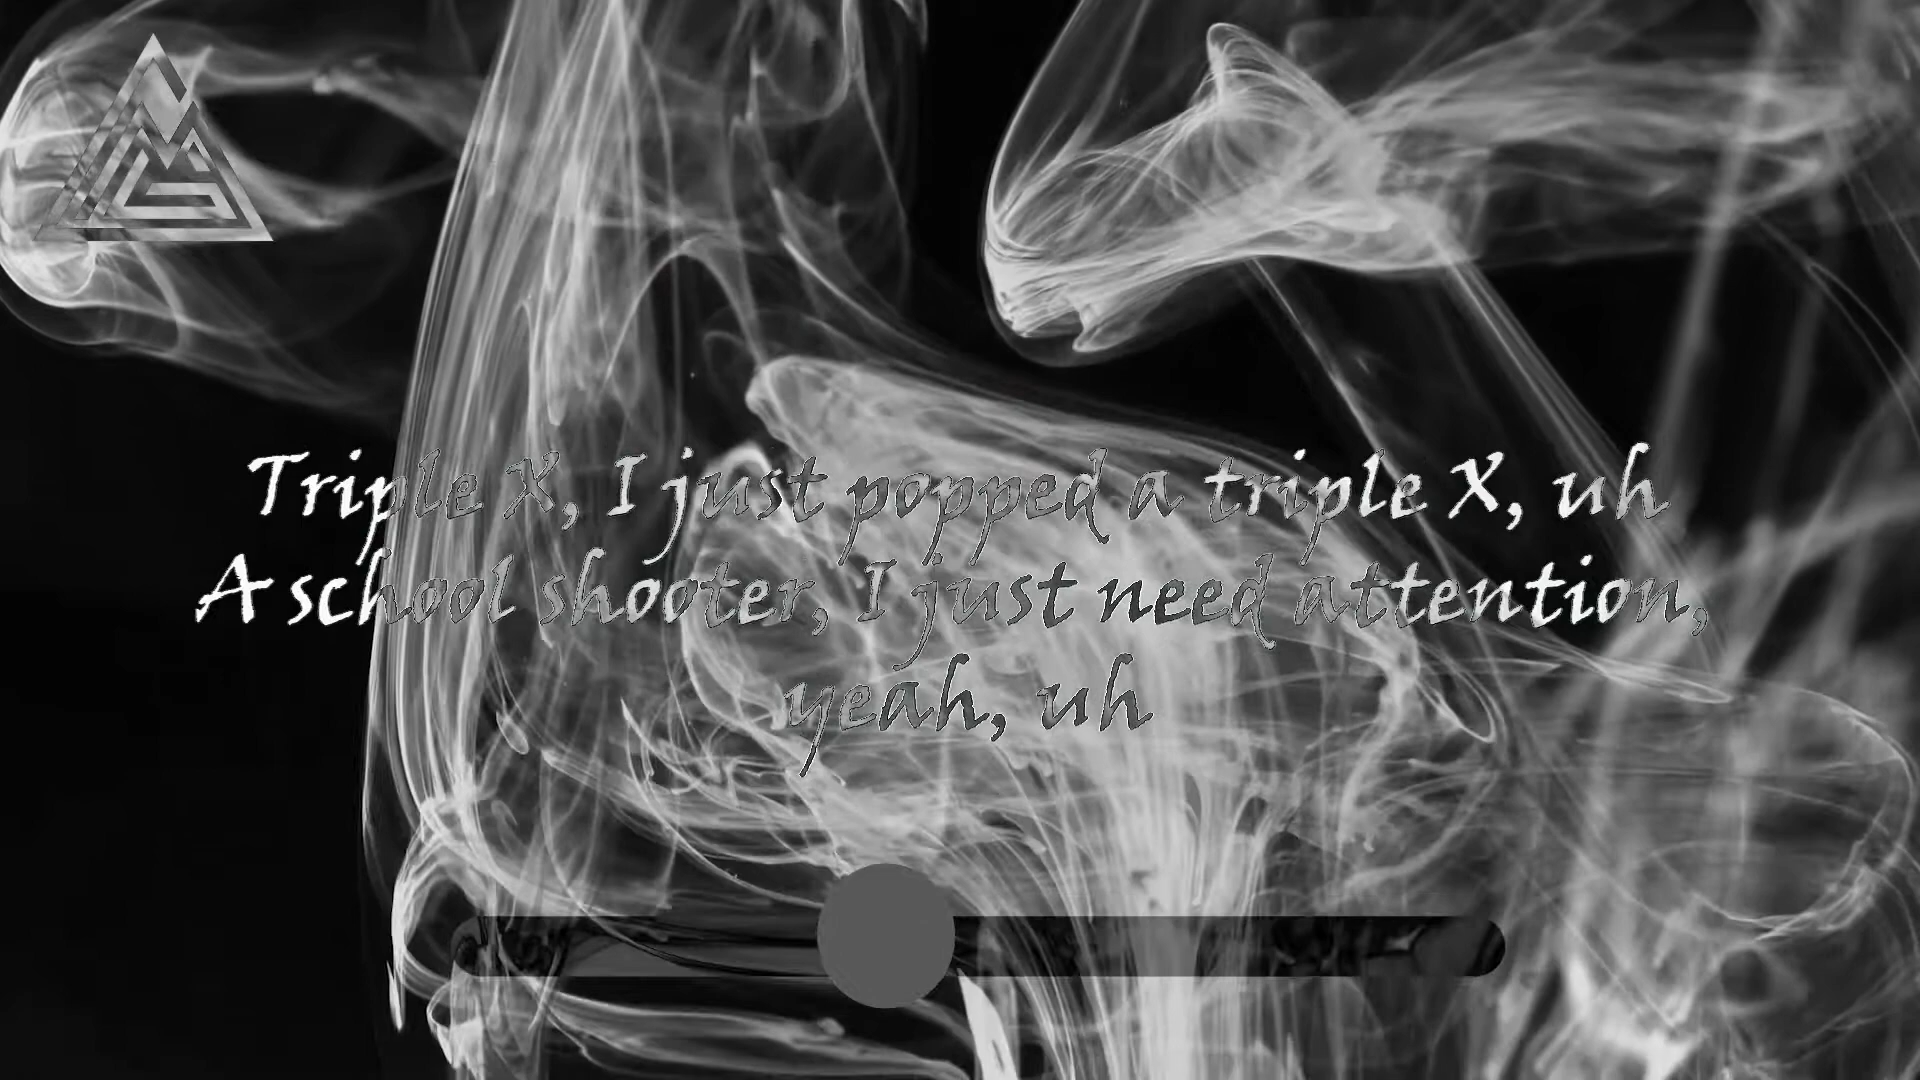 Triple X, I just popped a triple X, uh
A school shooter, I just need attention,
yeah, uh